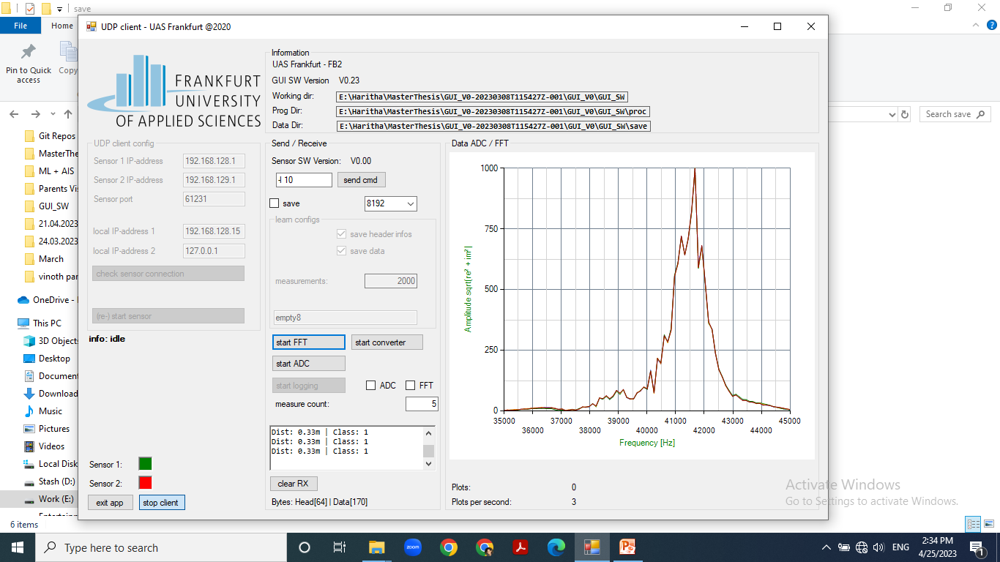 save
UDP client - UAS Frankfurt @2020
File
Home
Pin to Quick access
Copy
Search save
FRANKFURT
UNIVERSITY
OF APPLIED SCIENCES
Information
UAS Frankfurt - FB2
GUI SW Version V0.23
Working dir: E:\Haritha\MasterThesis\GUI_V0-20230308T115427Z-001\GUI_V0\GUI_SW
Prog Dir: E:\Haritha\MasterThesis\GUI_V0-20230308T115427Z-001\GUI_V0\GUI_SW\proc
Data Dir: E:\Haritha\MasterThesis\GUI_V0-20230308T115427Z-001\GUI_V0\GUI_SW\save
Git Repos
MasterThe
ML + AIS
Parents Vis
GUI_SW
21.04.2023
24.03.2023
March
vinoth par
OneDrive -
This PC
3D Objects
Desktop
Document
Download
Music
Pictures
Videos
Local Disk
Stash (D:)
Work (E:)
Entertainm
6 items
UDP client config
Sensor 1 IP-address 192.168.128.1
Sensor 2 IP-address 192.168.129.1
Sensor port 61231
local IP-address 1 192.168.128.15
local IP-address 2 127.0.0.1
check sensor connection
(re-) start sensor
info: idle
Sensor 1:
Sensor 2:
exit app
stop client
Send / Receive
Sensor SW Version: V0.00
-l 10
send cmd
save
8192
learn configs
save header infos
save data
measurements: 2000
empty8
start FFT
start converter
start ADC
start logging
ADC
FFT
measure count: 5
Dist: 0.33m | Class: 1
Dist: 0.33m | Class: 1
Dist: 0.33m | Class: 1
clear RX
Bytes: Head[64] | Data[170]
Data ADC / FFT
1000
750
500
250
0
Amplitude sqrt[re² + im²]
35000 37000 39000 41000 43000 45000
36000 38000 40000 42000 44000
Frequency [Hz]
Plots: 0
Plots per second: 3
Activate Windows
Go to Settings to activate Windows.
Type here to search
zoom
ENG
2:34 PM
4/25/2023
1